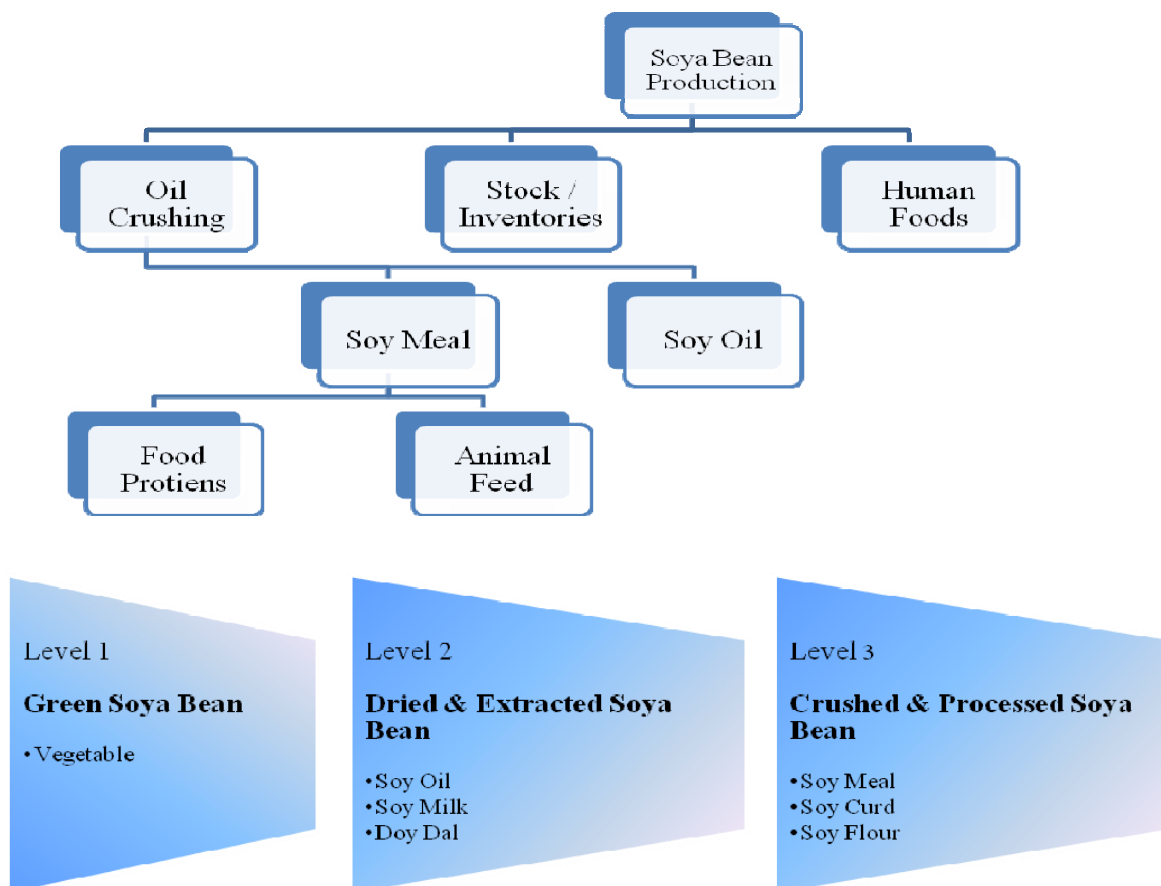 Soya Bean
Production
Oil
Crushing
Stock /
Inventories
Human
Foods
Soy Meal
Soy Oil
Food
Protiens
Animal
Feed
Level 1
Green Soya Bean
•Vegetable
Level 2
Dried & Extracted Soya
Bean
•Soy Oil
•Soy Milk
•Doy Dal
Level 3
Crushed & Processed Soya
Bean
•Soy Meal
•Soy Curd
•Soy Flour